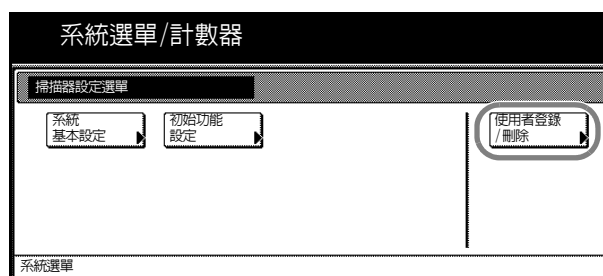 系統選單/計數器
掃描器設定選單
系統
基本設定
初始功能
設定
使用者登錄
/刪除
系統選單